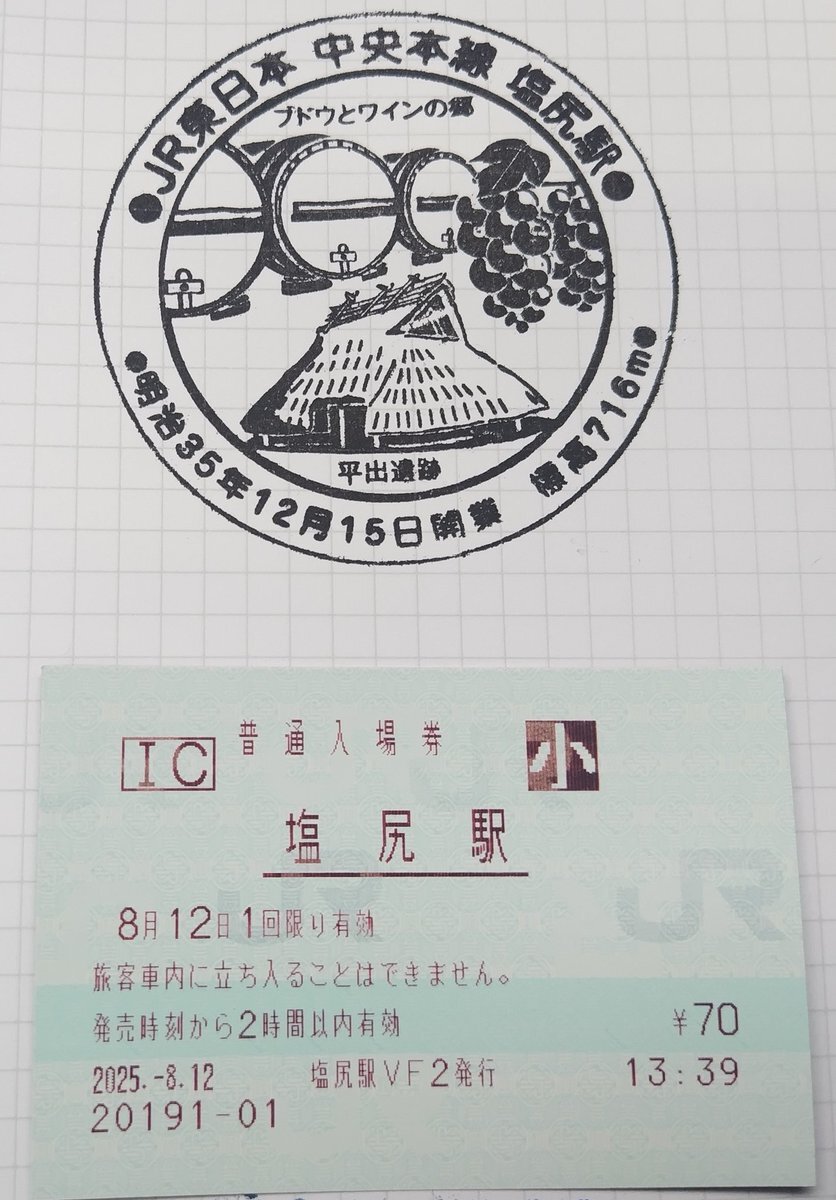 ●JR東日本 中央本線 塩尻駅●
ブドウとワインの郷
平出遺跡
●明治35年12月15日開業 標高716m●
IC 普通入場券 小
塩尻駅
8月12日1回限り有効
旅客車内に立ち入ることはできません。
発売時刻から2時間以内有効 ¥70
2025.-8.12 塩尻駅VF2発行 13:39
20191-01
JR JR